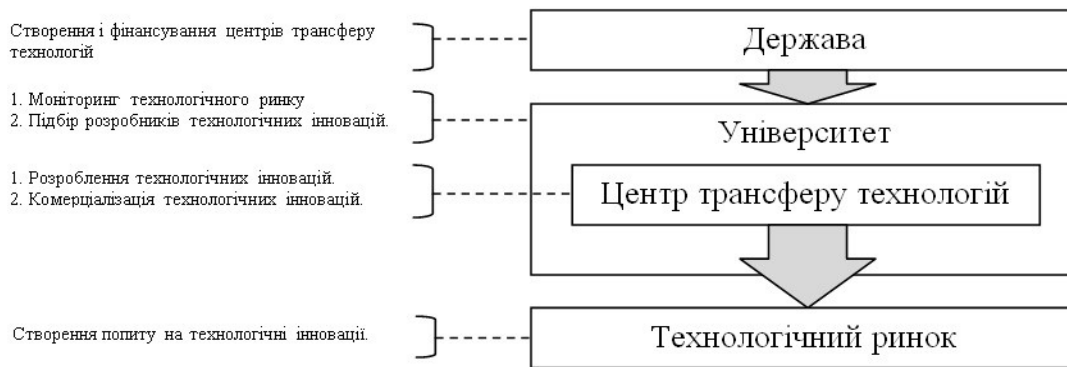 Створення і фінансування центрів трансферу
технологій
Держава
1. Моніторинг технологічного ринку
2. Підбір розробників технологічних інновацій.
Університет
1. Розроблення технологічних інновацій.
2. Комерціалізація технологічних інновацій.
Центр трансферу технологій
Створення попиту на технологічні інновації.
Технологічний ринок